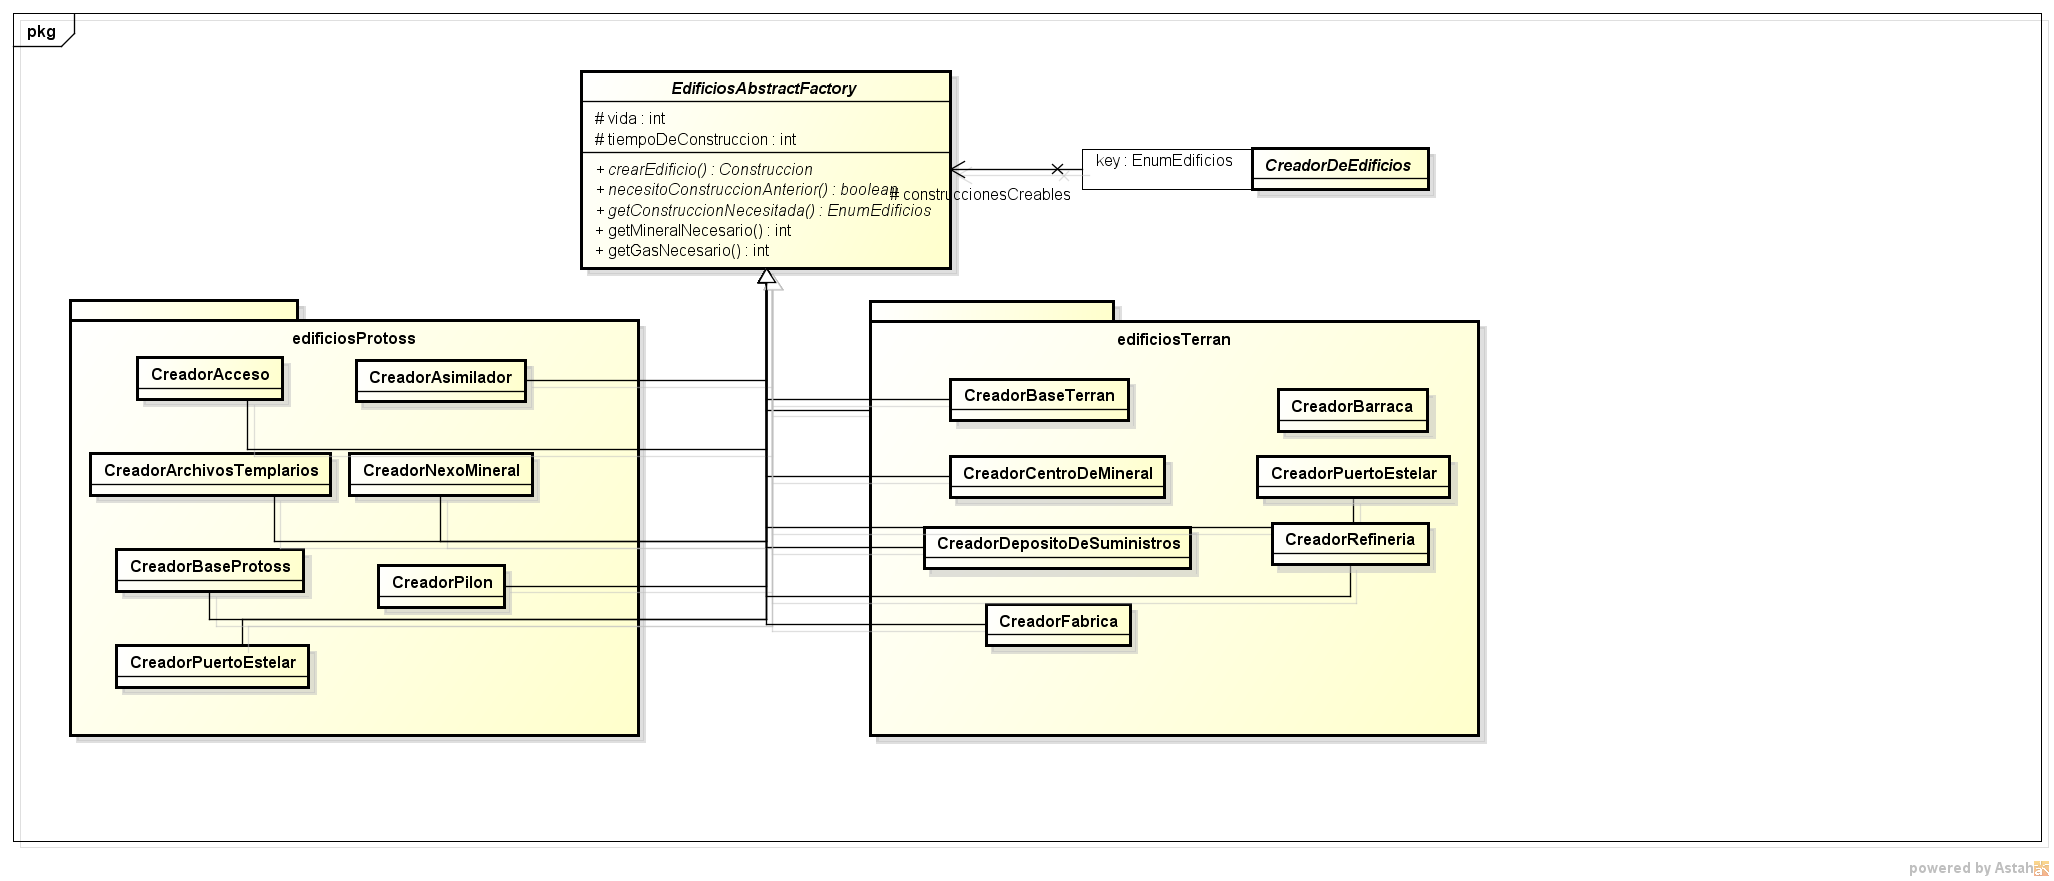 pkg
EdificiosAbstractFactory
# vida : int
# tiempoDeConstruccion : int
+ crearEdificio() : Construccion
+ necesitoConstruccionAnterior() : boolean
+ getConstruccionNecesitada() : EnumEdificios
+ getMineralNecesario() : int
+ getGasNecesario() : int
key : EnumEdificios
CreadorDeEdificios
# construccionesCreables
edificiosProtoss
CreadorAcceso
CreadorAsimilador
CreadorArchivosTemplarios
CreadorNexoMineral
CreadorBaseProtoss
CreadorPilon
CreadorPuertoEstelar
edificiosTerran
CreadorBaseTerran
CreadorBarraca
CreadorCentroDeMineral
CreadorPuertoEstelar
CreadorDepositoDeSuministros
CreadorRefineria
CreadorFabrica
powered by Astah